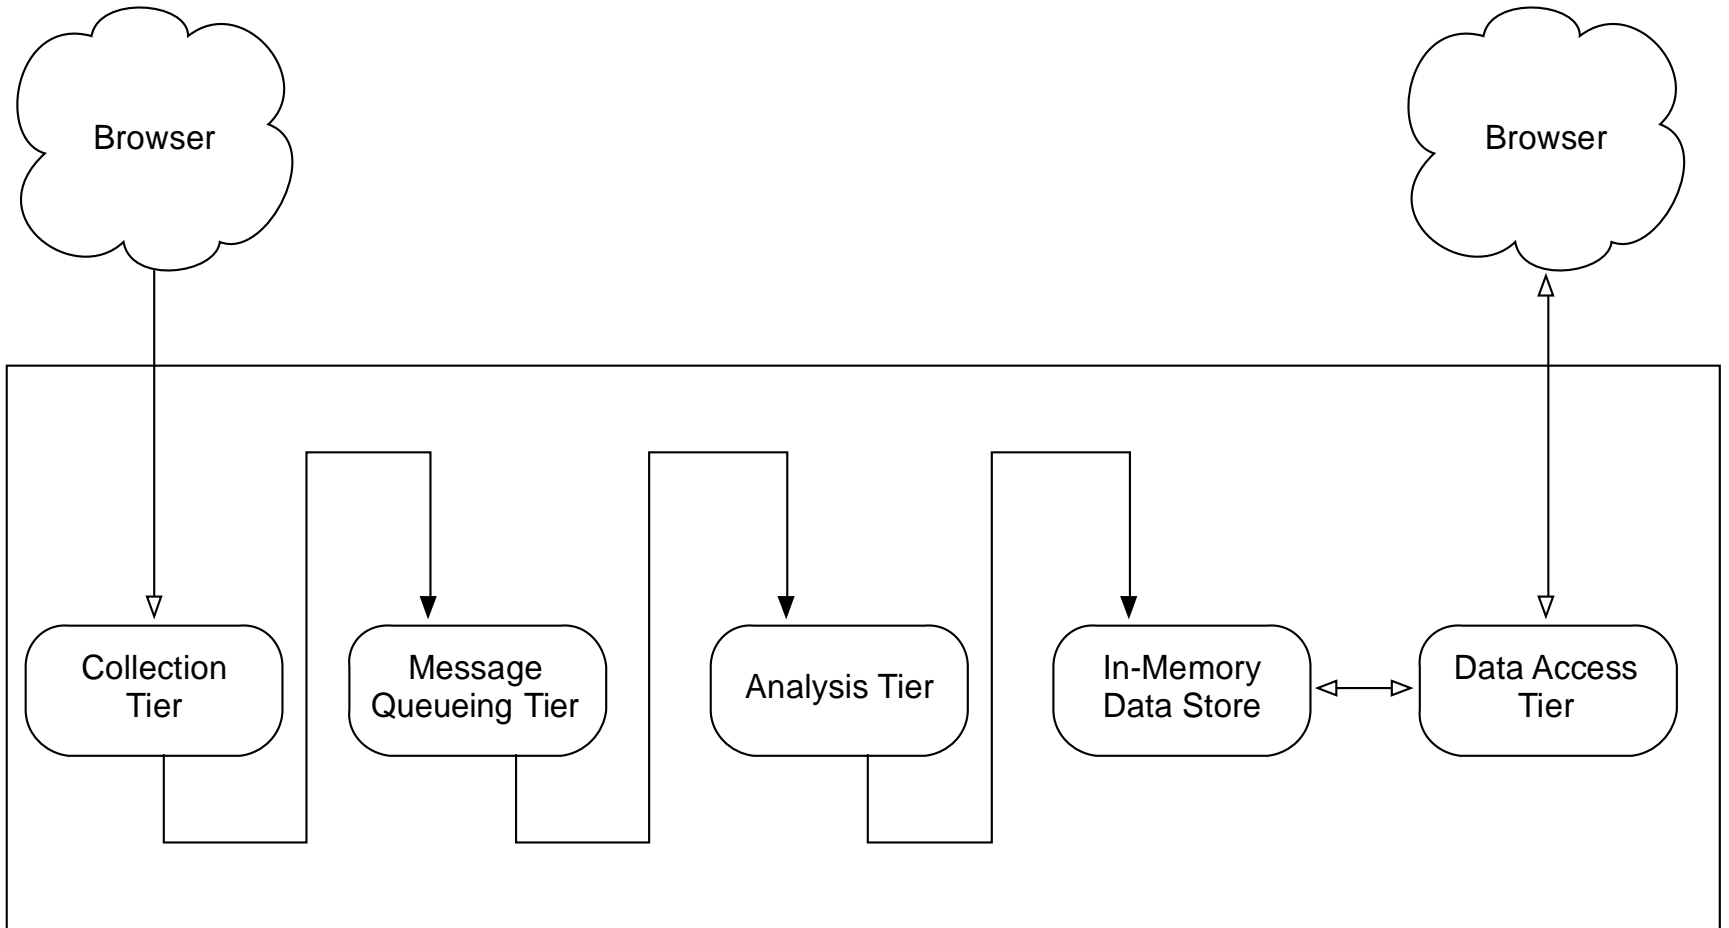 Browser
Browser
Collection
Tier
Message
Queueing Tier
Analysis Tier
In-Memory
Data Store
Data Access
Tier